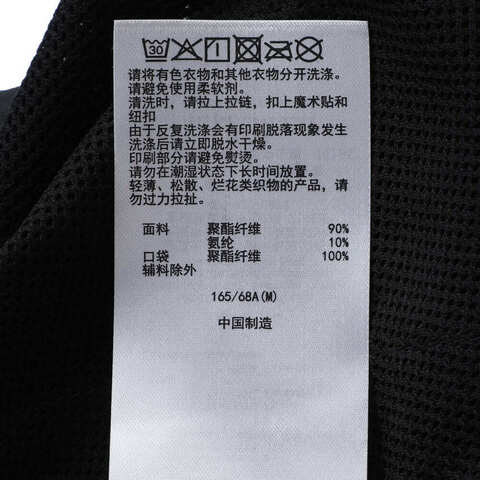 30
请将有色衣物和其他衣物分开洗涤。
请避免使用柔软剂。
清洗时，请拉上拉链，扣上魔术贴和
纽扣
由于反复洗涤会有印刷脱落现象发生
洗涤后请立即脱水干燥。
印刷部分请避免熨烫。
请勿在潮湿状态下长时间放置。
轻薄、松散、烂花类织物的产品，请
勿过力拉扯。
面料 聚酯纤维 90%
氨纶 10%
口袋 聚酯纤维 100%
辅料除外
165/68A(M)
中国制造